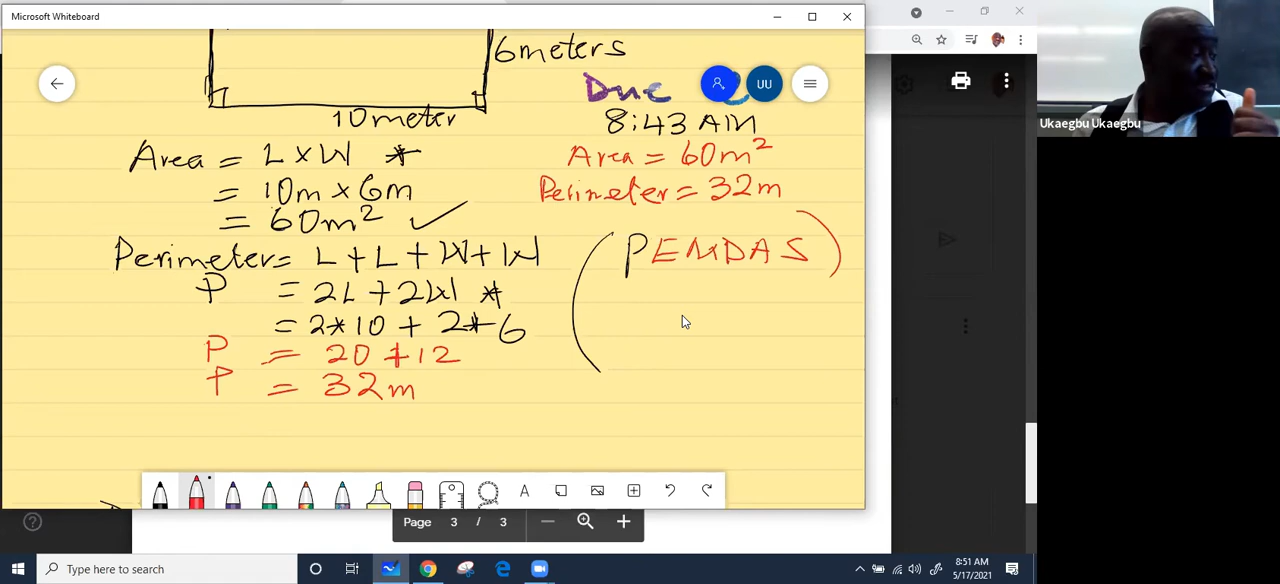 Microsoft Whiteboard
6meters
Due
UU
10meter
8:43 AM
Area = L x W *
= 10m x 6m
= 60m² ✓
Area = 60m²
Perimeter = 32m
Perimeter = L + L + W + W
P = 2L + 2W *
= 2*10 + 2*6
P = 20 + 12
P = 32m
(PEMDAS)
Ukaegbu Ukaegbu
A
Page 3 / 3
Type here to search
8:51 AM
5/17/2021